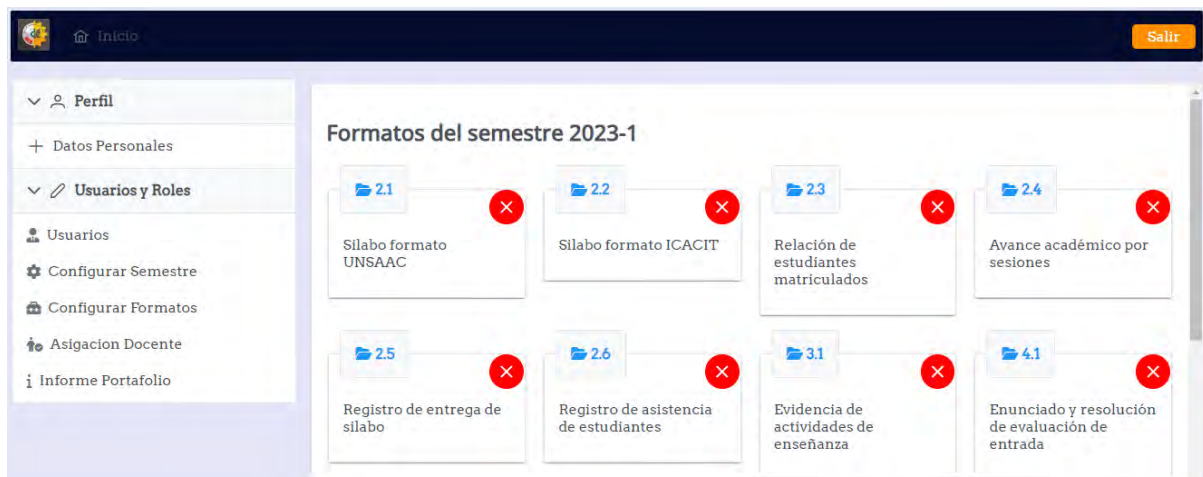 Inicio
Salir
Perfil
Datos Personales
Usuarios y Roles
Usuarios
Configurar Semestre
Configurar Formatos
Asigacion Docente
Informe Portafolio
Formatos del semestre 2023-1
2.1
Silabo formato
UNSAAC
2.2
Silabo formato ICACIT
2.3
Relación de
estudiantes
matriculados
2.4
Avance académico por
sesiones
2.5
Registro de entrega de
silabo
2.6
Registro de asistencia
de estudiantes
3.1
Evidencia de
actividades de
enseñanza
4.1
Enunciado y resolución
de evaluación de
entrada